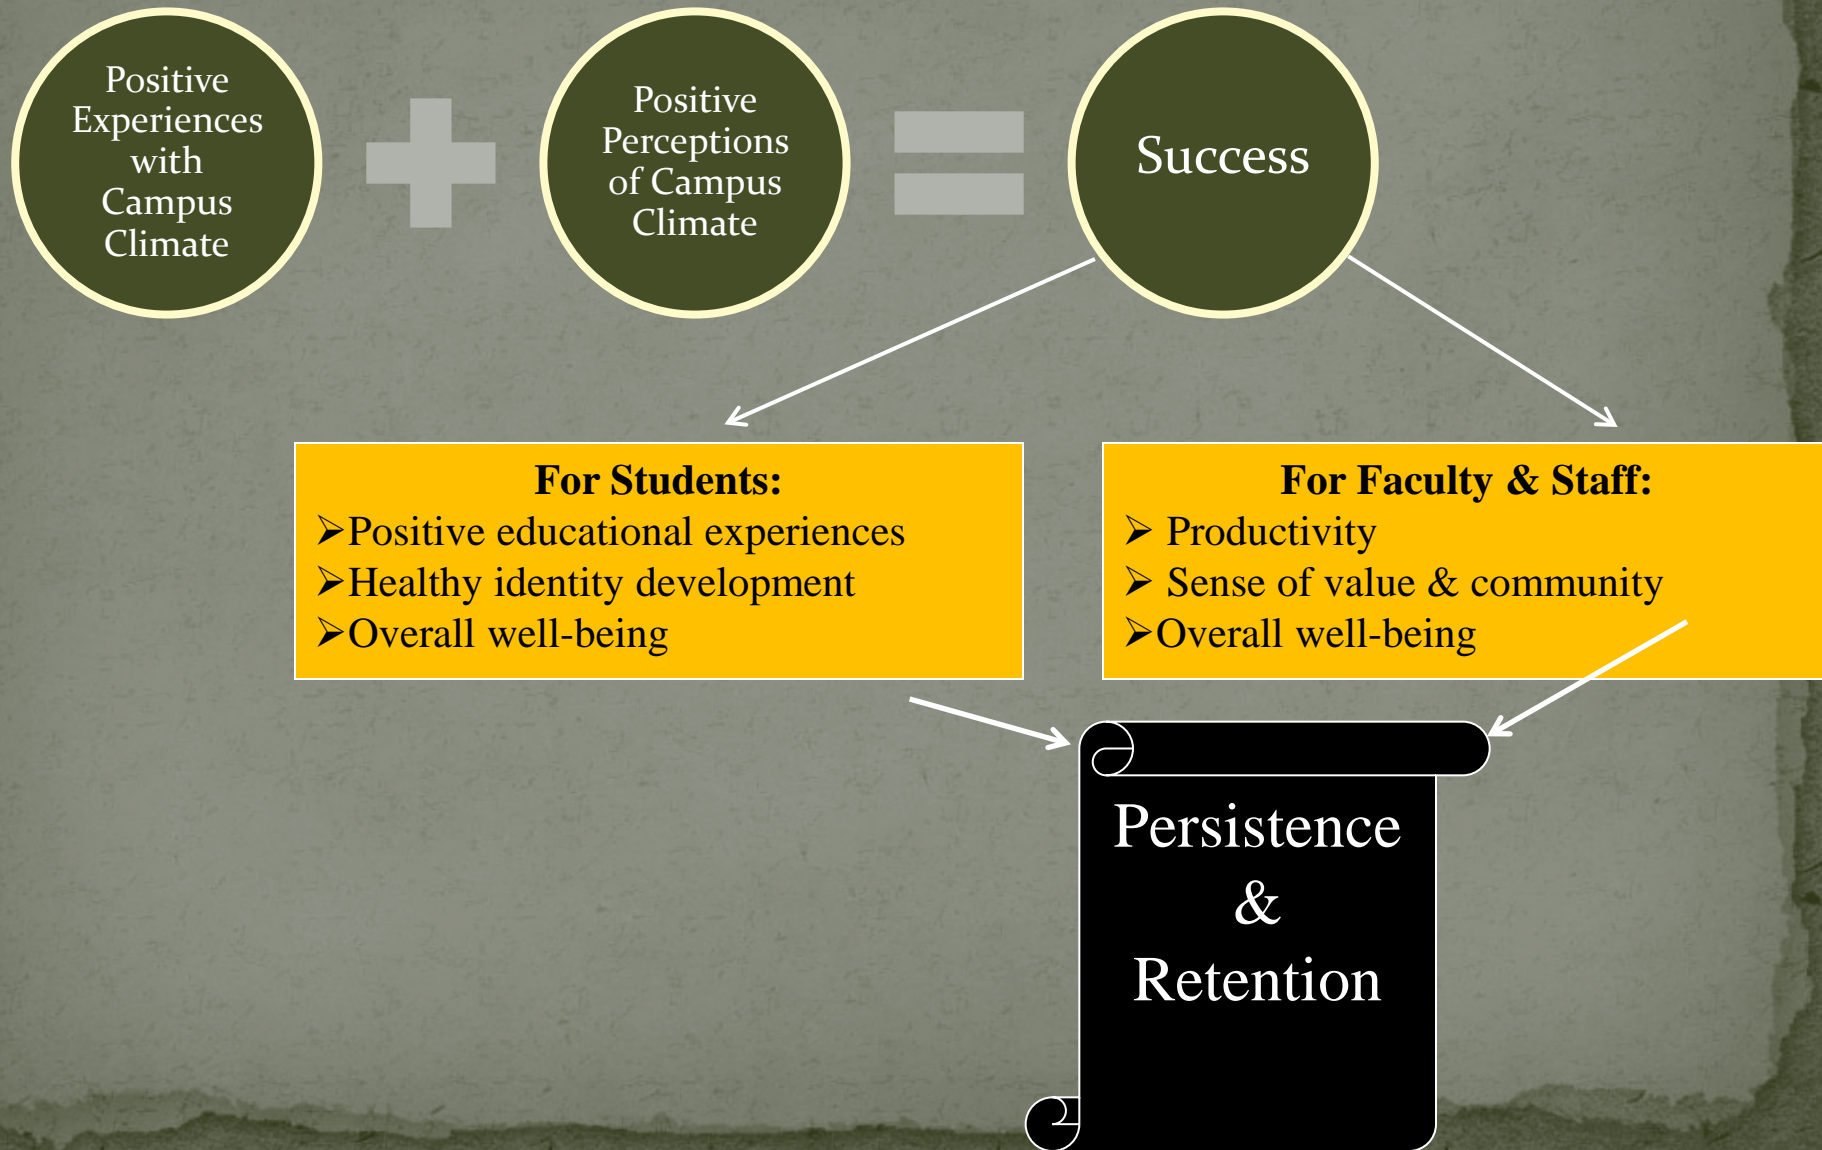 Positive
Experiences
with
Campus
Climate
Positive
Perceptions
of Campus
Climate
Success
For Students:
➢Positive educational experiences
➢Healthy identity development
➢Overall well-being
For Faculty & Staff:
➢ Productivity
➢ Sense of value & community
➢Overall well-being
Persistence
&
Retention